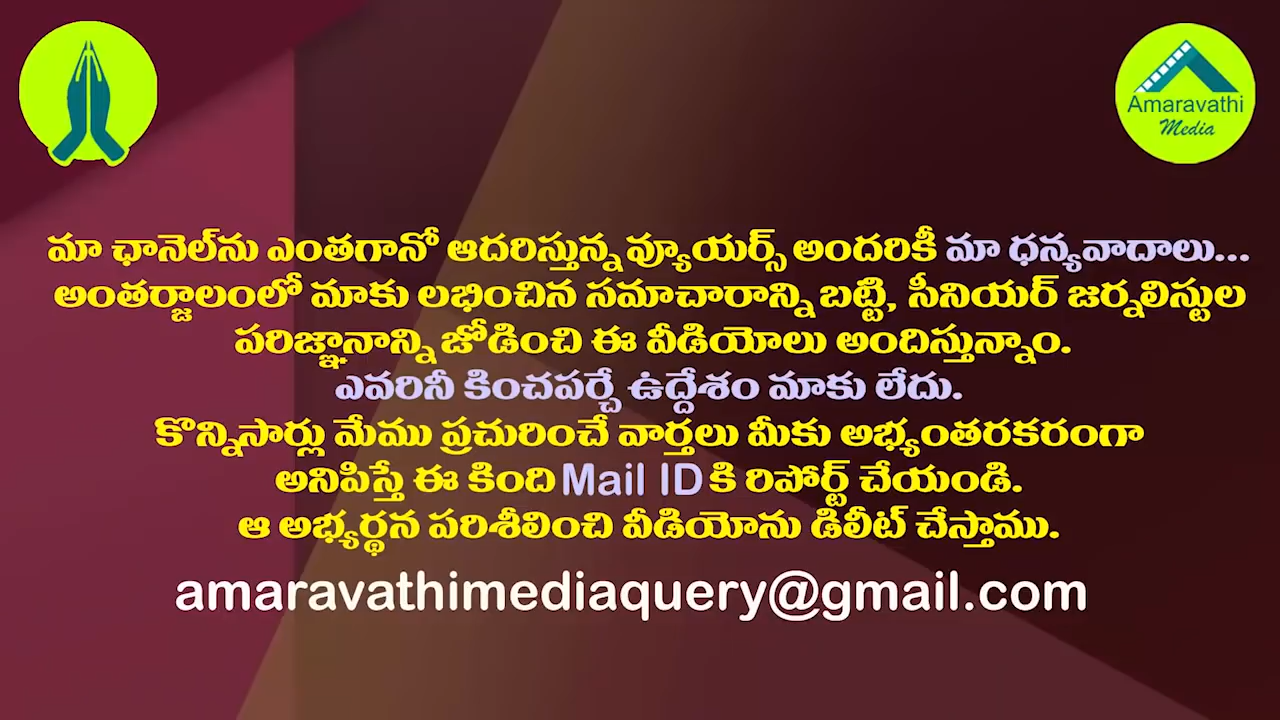 Amaravathi
Media
మా ఛానెల్‌ను ఎంతగానో ఆదరిస్తున్న వ్యూయర్స్ అందరికీ మా ధన్యవాదాలు...
అంతర్జాలంలో మాకు లభించిన సమాచారాన్ని బట్టి, సీనియర్ జర్నలిస్టుల
పరిజ్ఞానాన్ని జోడించి ఈ వీడియోలు అందిస్తున్నాం.
ఎవరినీ కించపర్చే ఉద్దేశం మాకు లేదు.
కొన్నిసార్లు మేము ప్రచురించే వార్తలు మీకు అభ్యంతరకరంగా
అనిపిస్తే ఈ కింది Mail ID కి రిపోర్ట్ చేయండి.
ఆ అభ్యర్థన పరిశీలించి వీడియోను డిలీట్ చేస్తాము.
amaravathimediaquery@gmail.com